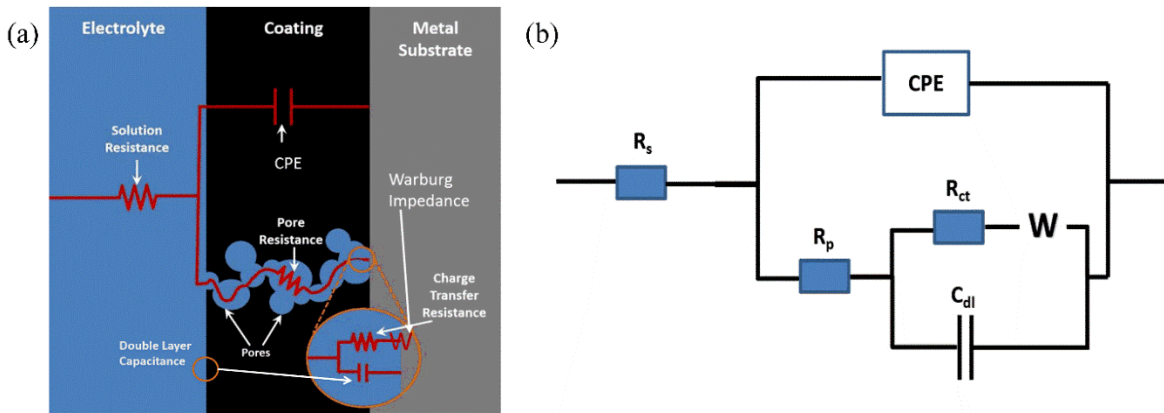 (a)
Electrolyte
Coating
Metal
Substrate
Solution
Resistance
CPE
Warburg
Impedance
Pore
Resistance
Charge
Transfer
Resistance
Double Layer
Capacitance
Pores
(b)
CPE
Rs
Rct
W
Rp
Cdl